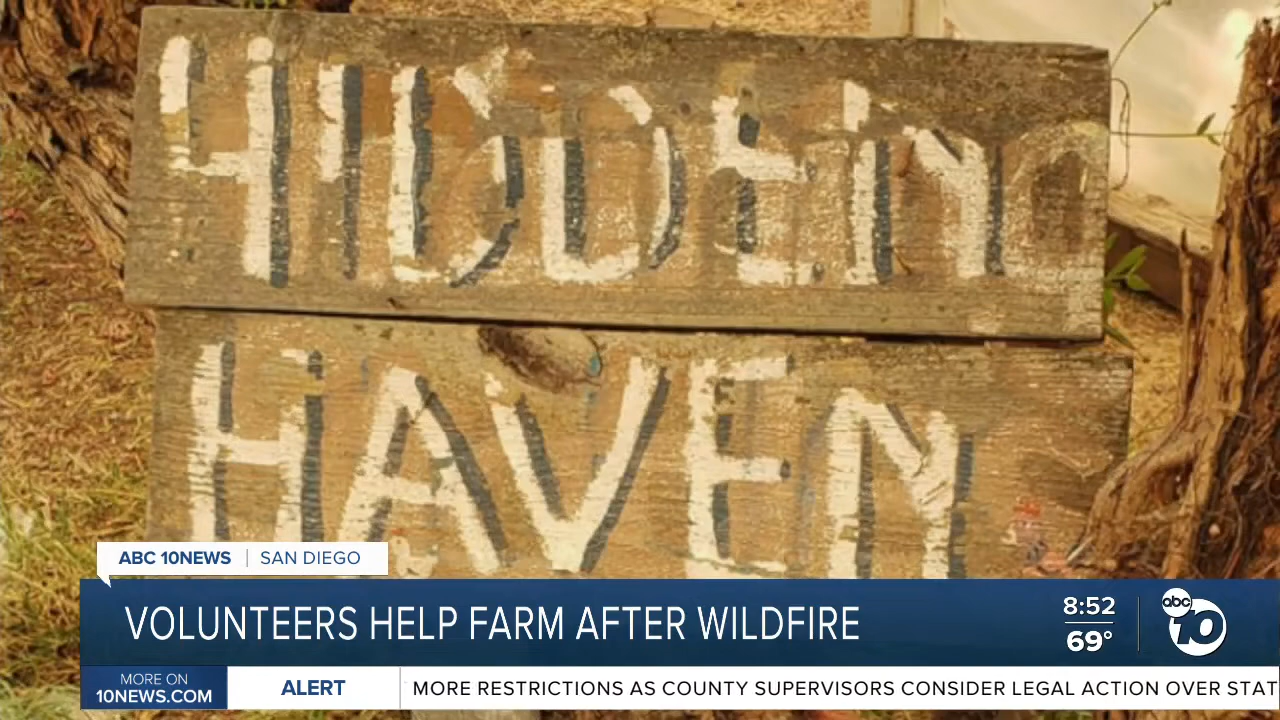 HIDDEN
HAVEN
ABC 10NEWS | SAN DIEGO
VOLUNTEERS HELP FARM AFTER WILDFIRE
8:52
69°
abc 10
MORE ON
10NEWS.COM
ALERT
MORE RESTRICTIONS AS COUNTY SUPERVISORS CONSIDER LEGAL ACTION OVER STAT